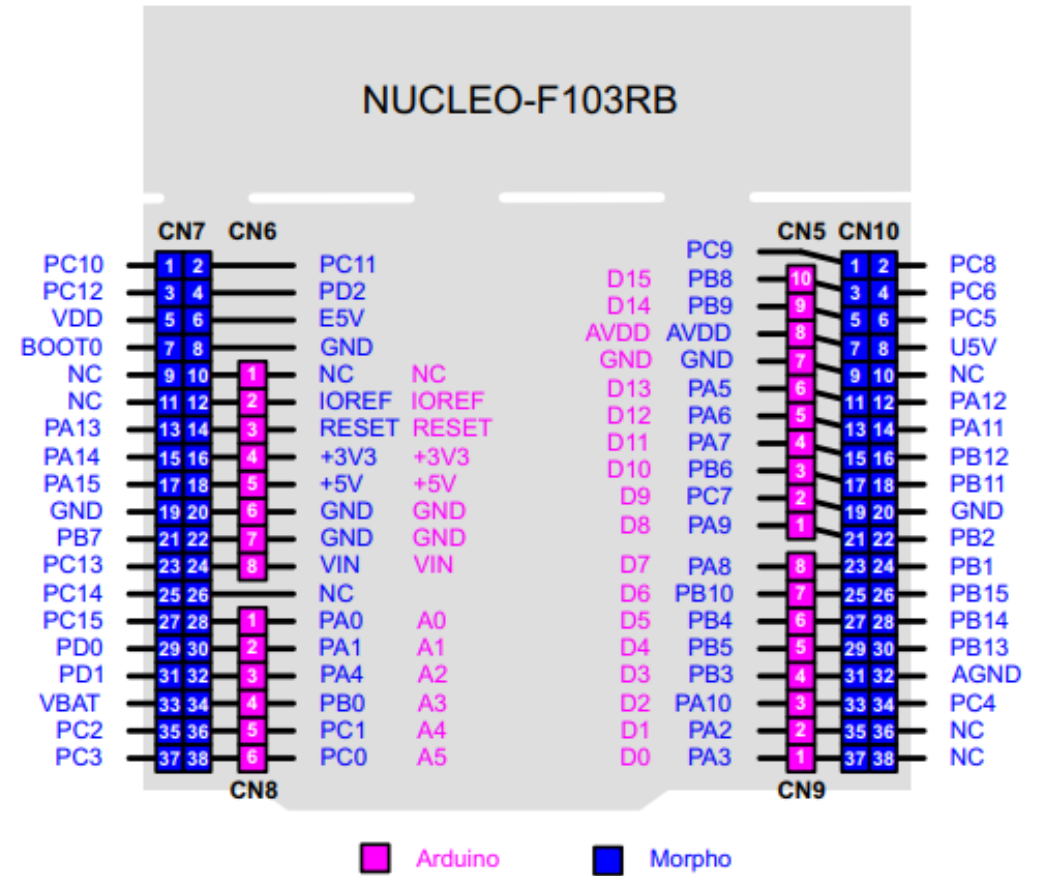 NUCLEO-F103RB
CN7 CN6 CN5 CN10
PC9
PC10 1 2 PC11 D15 PB8 10 1 2 PC8
PC12 3 4 PD2 D14 PB9 9 3 4 PC6
VDD 5 6 E5V AVDD AVDD 8 5 6 PC5
BOOT0 7 8 GND GND GND 7 7 8 U5V
NC 9 10 1 NC NC D13 PA5 6 9 10 NC
NC 11 12 2 IOREF IOREF D12 PA6 5 11 12 PA12
PA13 13 14 3 RESET RESET D11 PA7 4 13 14 PA11
PA14 15 16 4 +3V3 +3V3 D10 PB6 3 15 16 PB12
PA15 17 18 5 +5V +5V D9 PC7 2 17 18 PB11
GND 19 20 6 GND GND D8 PA9 1 19 20 GND
PB7 21 22 7 GND GND 21 22 PB2
PC13 23 24 8 VIN VIN D7 PA8 8 23 24 PB1
PC14 25 26 NC D6 PB10 7 25 26 PB15
PC15 27 28 1 PA0 A0 D5 PB4 6 27 28 PB14
PD0 29 30 2 PA1 A1 D4 PB5 5 29 30 PB13
PD1 31 32 3 PA4 A2 D3 PB3 4 31 32 AGND
VBAT 33 34 4 PB0 A3 D2 PA10 3 33 34 PC4
PC2 35 36 5 PC1 A4 D1 PA2 2 35 36 NC
PC3 37 38 6 PC0 A5 D0 PA3 1 37 38 NC
CN8 CN9
Arduino Morpho